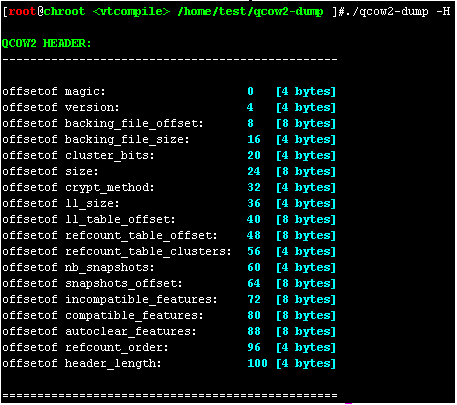 [root@chroot <vtcompile> /home/test/qcow2-dump ]#./qcow2-dump -H
QCOW2 HEADER:
------------------------------------------------
offsetof magic: 0 [4 bytes]
offsetof version: 4 [4 bytes]
offsetof backing_file_offset: 8 [8 bytes]
offsetof backing_file_size: 16 [4 bytes]
offsetof cluster_bits: 20 [4 bytes]
offsetof size: 24 [8 bytes]
offsetof crypt_method: 32 [4 bytes]
offsetof ll_size: 36 [4 bytes]
offsetof ll_table_offset: 40 [8 bytes]
offsetof refcount_table_offset: 48 [8 bytes]
offsetof refcount_table_clusters: 56 [4 bytes]
offsetof nb_snapshots: 60 [4 bytes]
offsetof snapshots_offset: 64 [8 bytes]
offsetof incompatible_features: 72 [8 bytes]
offsetof compatible_features: 80 [8 bytes]
offsetof autoclear_features: 88 [8 bytes]
offsetof refcount_order: 96 [4 bytes]
offsetof header_length: 100 [4 bytes]
================================================